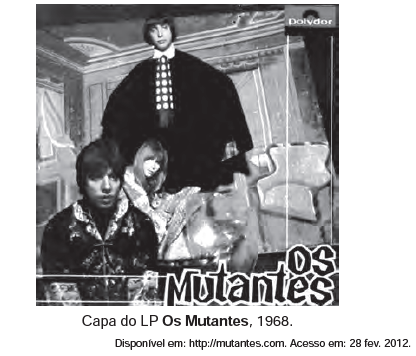 Polydor
OS
MUTANTES
Capa do LP Os Mutantes, 1968.
Disponível em: http://mutantes.com. Acesso em: 28 fev. 2012.